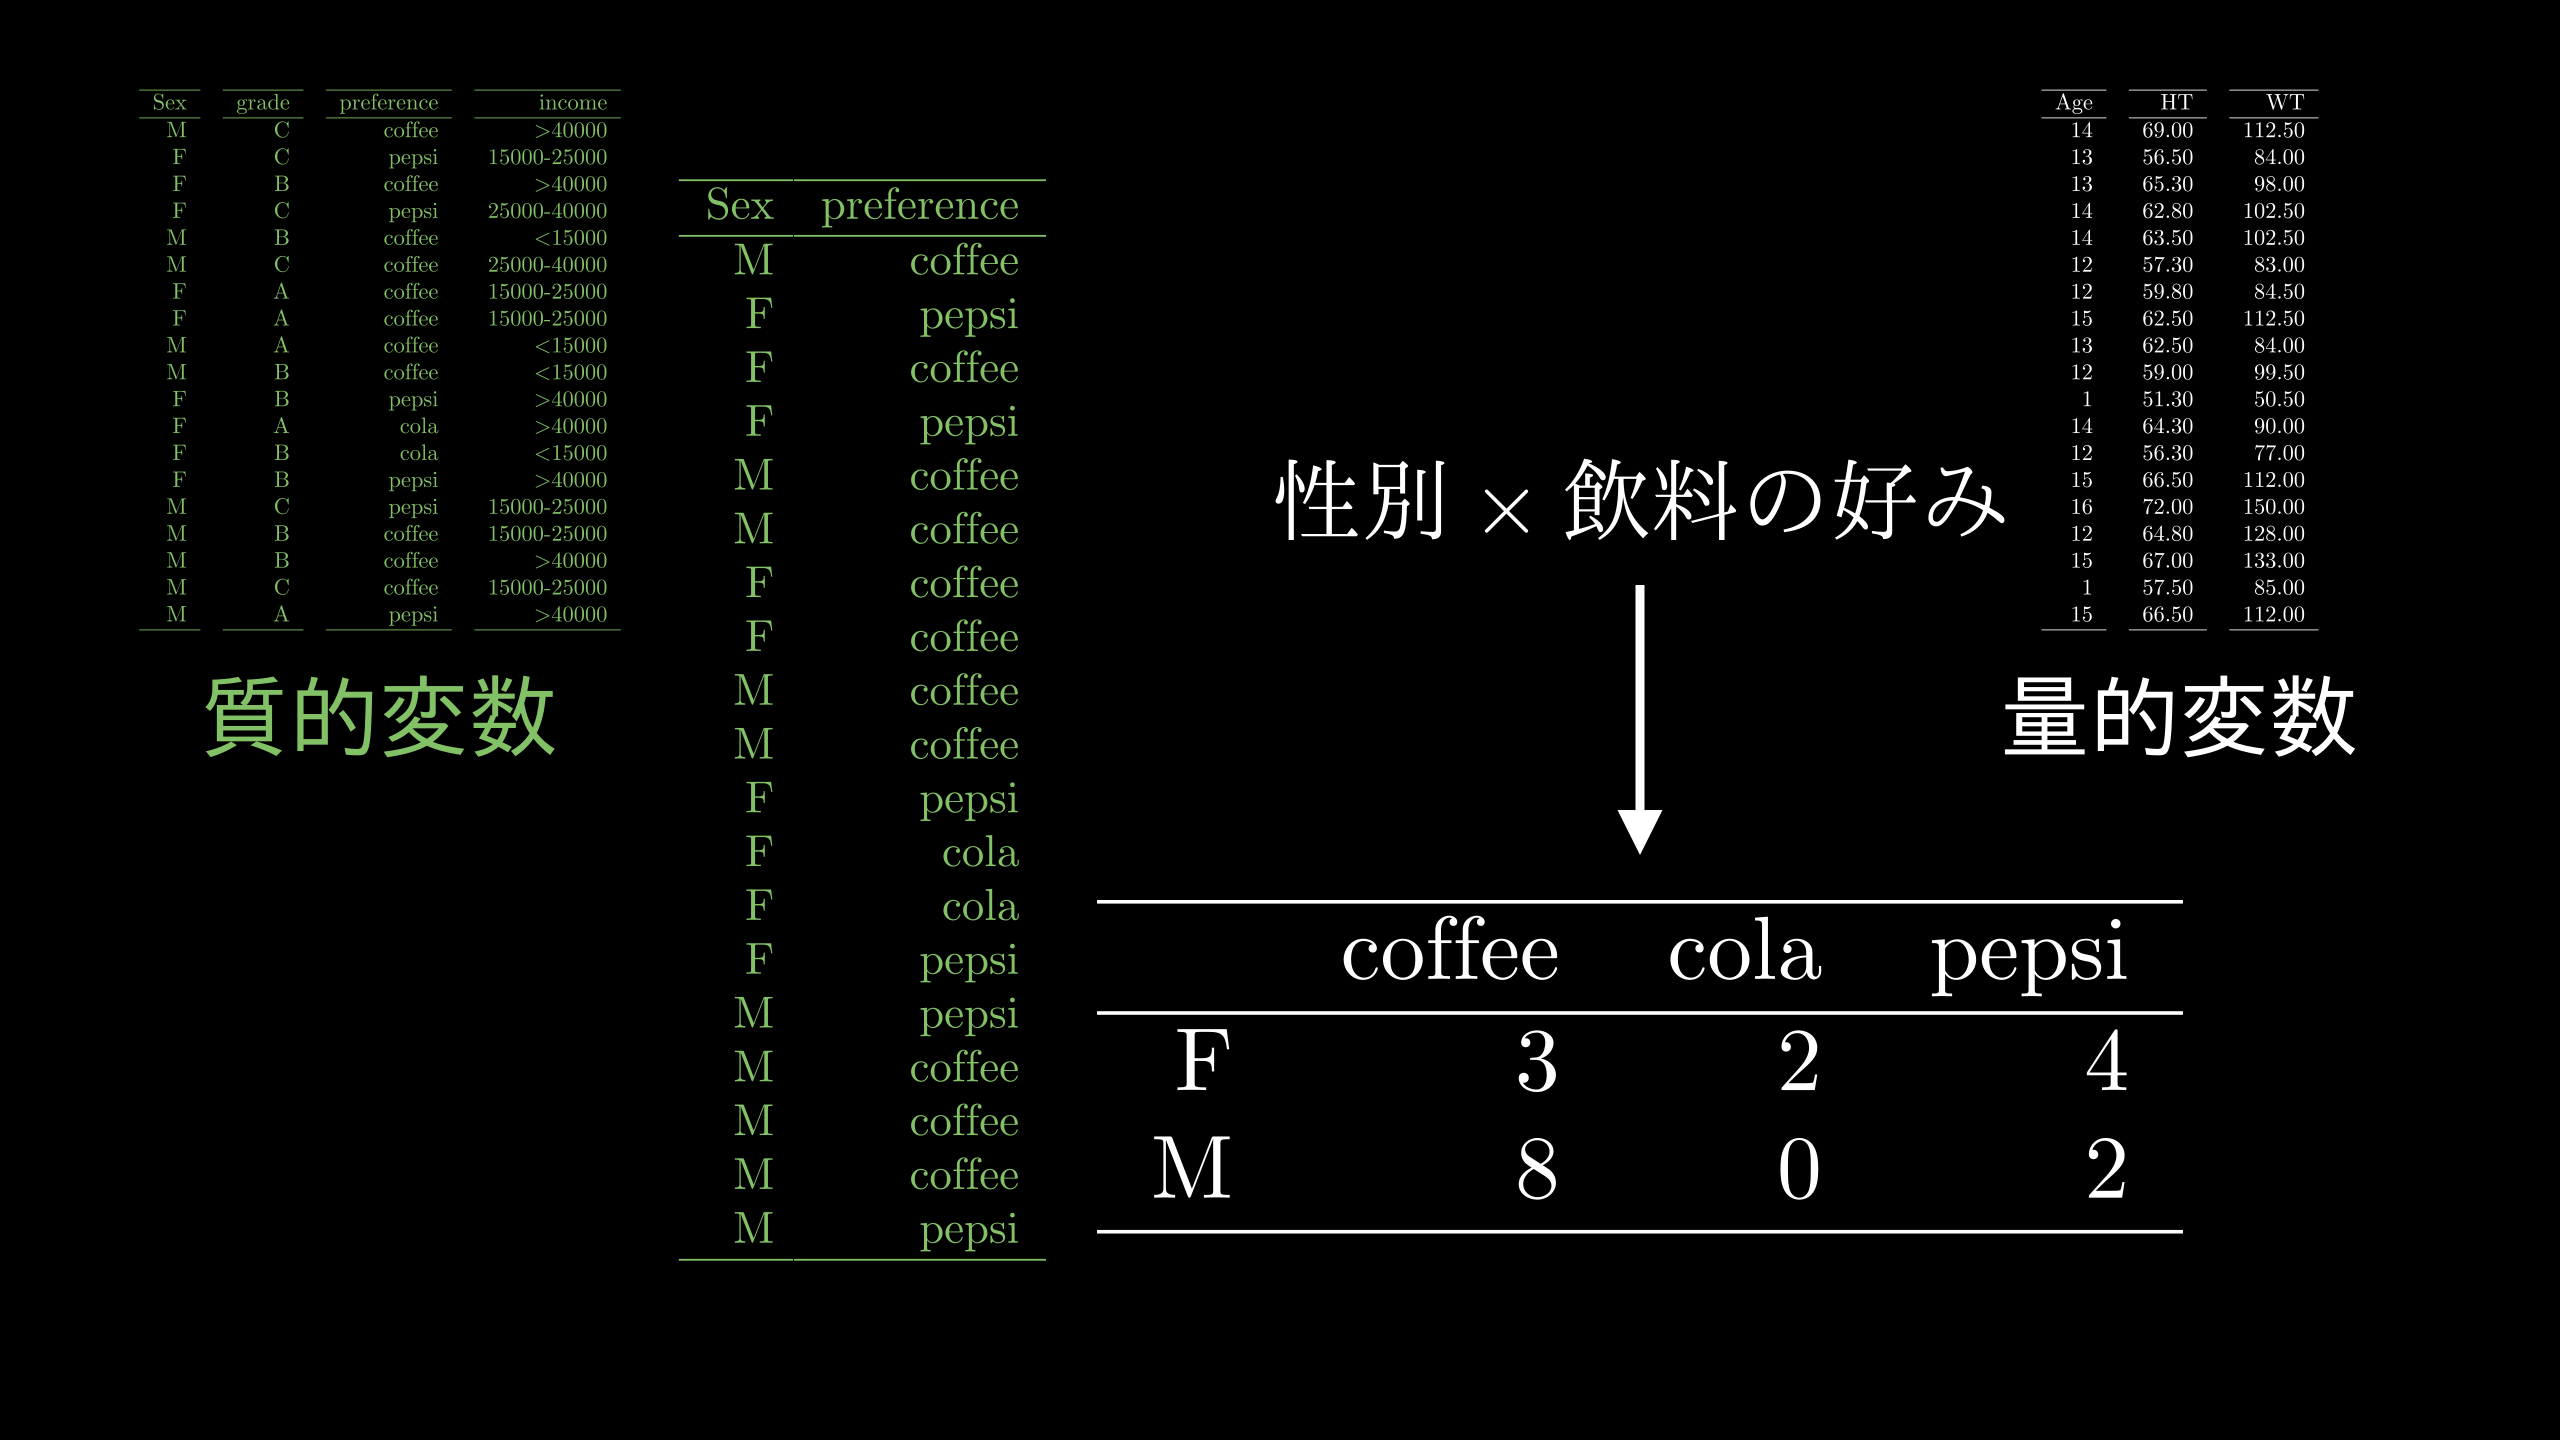 Sex grade preference income
M C coffee >40000
F C pepsi 15000-25000
F B coffee >40000
F C pepsi 25000-40000
M B coffee <15000
M C coffee 25000-40000
F A coffee 15000-25000
F A coffee 15000-25000
M A coffee <15000
M B coffee <15000
F B pepsi >40000
F A cola >40000
F B cola <15000
F B pepsi >40000
M C pepsi 15000-25000
M B coffee 15000-25000
M B coffee >40000
M C coffee 15000-25000
M A pepsi >40000
質的変数
Sex preference
M coffee
F pepsi
F coffee
F pepsi
M coffee
M coffee
F coffee
F coffee
M coffee
M coffee
F pepsi
F cola
F cola
F pepsi
M pepsi
M coffee
M coffee
M coffee
M pepsi
性別 × 飲料の好み
coffee cola pepsi
F 3 2 4
M 8 0 2
Age HT WT
14 69.00 112.50
13 56.50 84.00
13 65.30 98.00
14 62.80 102.50
14 63.50 102.50
12 57.30 83.00
12 59.80 84.50
15 62.50 112.50
13 62.50 84.00
12 59.00 99.50
1 51.30 50.50
14 64.30 90.00
12 56.30 77.00
15 66.50 112.00
16 72.00 150.00
12 64.80 128.00
15 67.00 133.00
1 57.50 85.00
15 66.50 112.00
量的変数